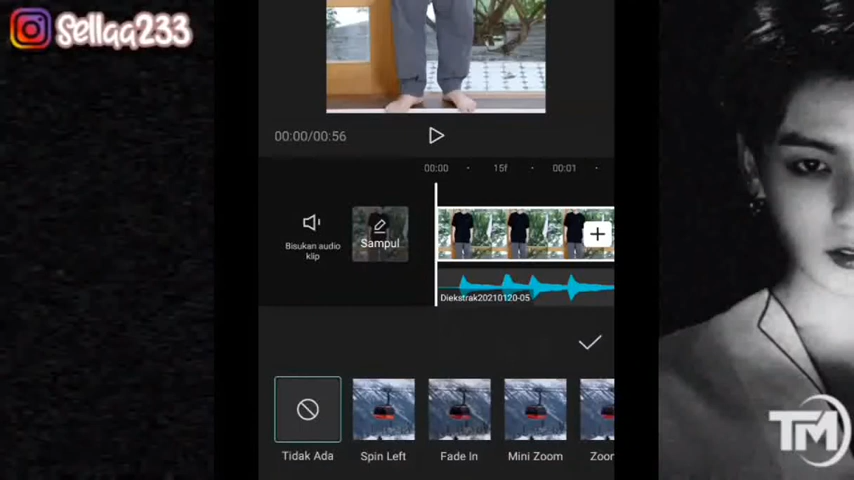 Sellaa233
00:00/00:56
00:00 15f 00:01
Bisukan audio
klip
Sampul
Diekstrak20210120-05
Tidak Ada
Spin Left
Fade In
Mini Zoom
Zoom
TM